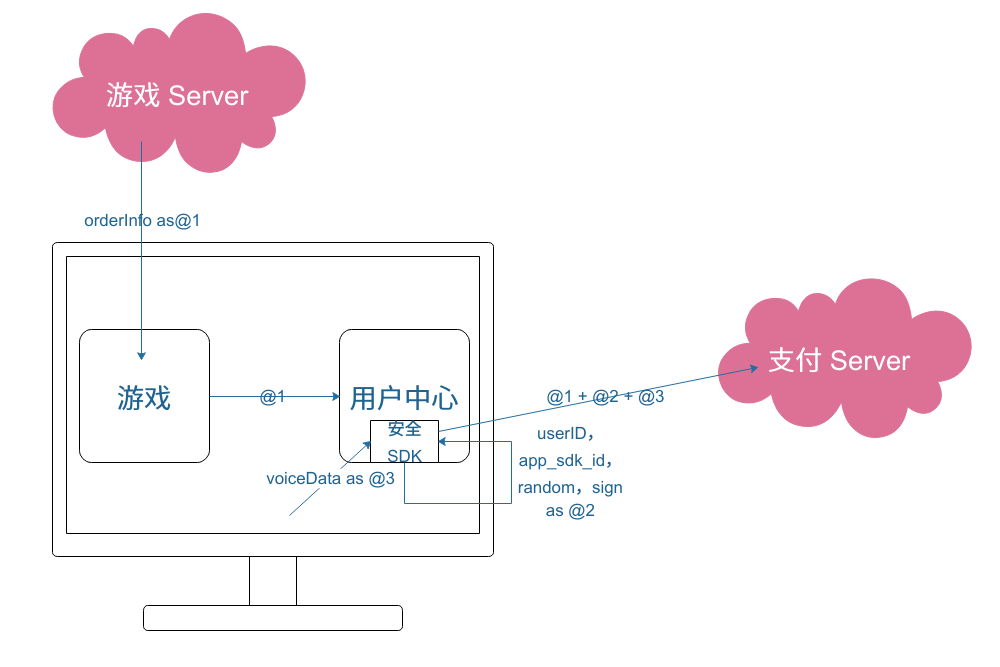 游戏 Server
orderInfo as@1
游戏
@1
用户中心
安全
SDK
voiceData as @3
@1 + @2 + @3
userID，
app_sdk_id，
random，sign
as @2
支付 Server